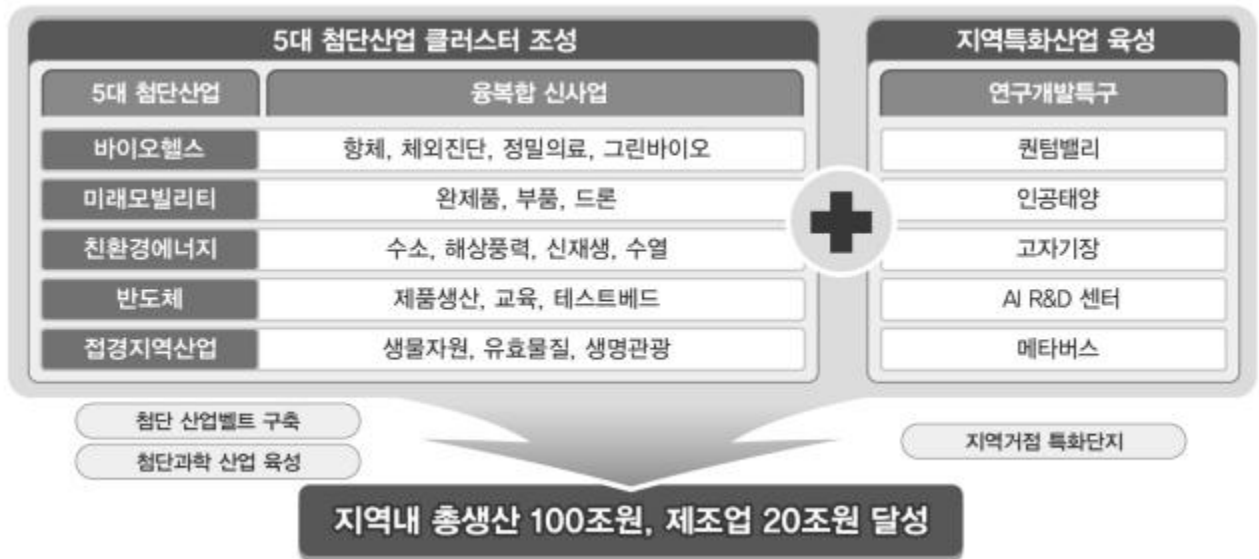 5대 첨단산업 클러스터 조성
5대 첨단산업 융복합 신사업
바이오헬스 항체, 체외진단, 정밀의료, 그린바이오
미래모빌리티 완제품, 부품, 드론
친환경에너지 수소, 해상풍력, 신재생, 수열
반도체 제품생산, 교육, 테스트베드
접경지역산업 생물자원, 유효물질, 생명관광
지역특화산업 육성
연구개발특구
퀀텀밸리
인공태양
고자기장
AI R&D 센터
메타버스
첨단 산업벨트 구축
첨단과학 산업 육성
지역거점 특화단지
지역내 총생산 100조원, 제조업 20조원 달성